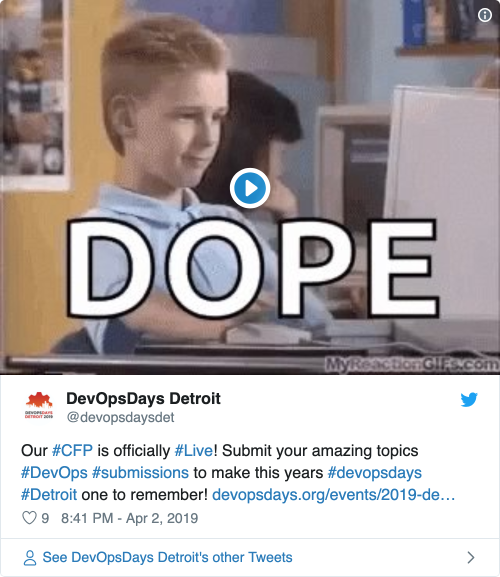 DOPE
MyReactionGIFs.com
DevOpsDays Detroit
@devopsdaysdet
DEVOPSDAYS
DETROIT 2019
Our #CFP is officially #Live! Submit your amazing topics
#DevOps #submissions to make this years #devopsdays
#Detroit one to remember! devopsdays.org/events/2019-de…
9 8:41 PM - Apr 2, 2019
See DevOpsDays Detroit's other Tweets